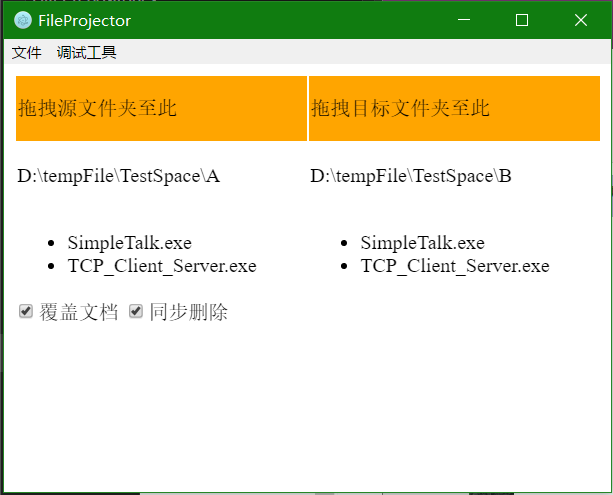 FileProjector
文件 调试工具
拖拽源文件夹至此 拖拽目标文件夹至此
D:\tempFile\TestSpace\A D:\tempFile\TestSpace\B
SimpleTalk.exe SimpleTalk.exe
TCP_Client_Server.exe TCP_Client_Server.exe
覆盖文档 同步删除